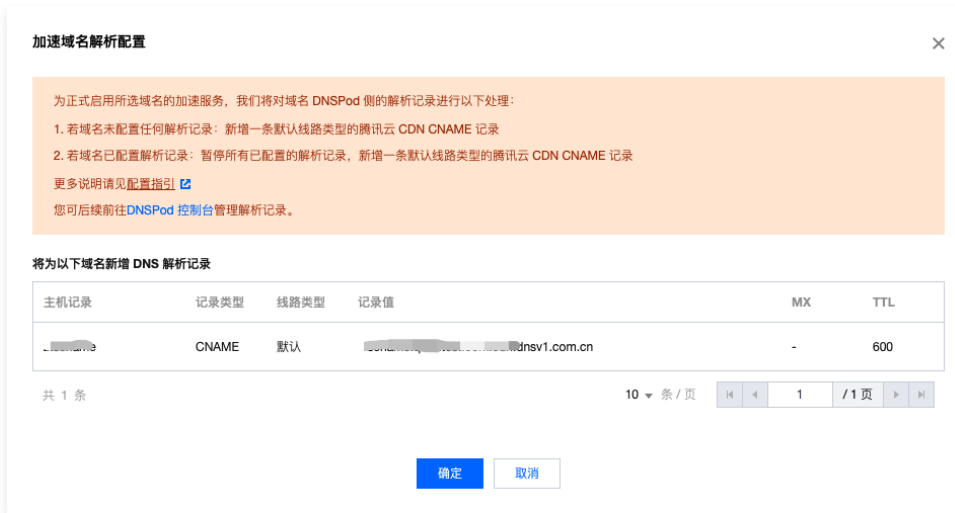 加速域名解析配置
为正式启用所选域名的加速服务，我们将对域名 DNSPod 侧的解析记录进行以下处理：
1. 若域名未配置任何解析记录：新增一条默认线路类型的腾讯云 CDN CNAME 记录
2. 若域名已配置解析记录：暂停所有已配置的解析记录，新增一条默认线路类型的腾讯云 CDN CNAME 记录
更多说明请见配置指引
您可后续前往DNSPod 控制台管理解析记录。
将为以下域名新增 DNS 解析记录
主机记录 记录类型 线路类型 记录值 MX TTL
CNAME 默认 dnsv1.com.cn - 600
共 1 条 10 条 / 页 1 / 1 页
确定 取消